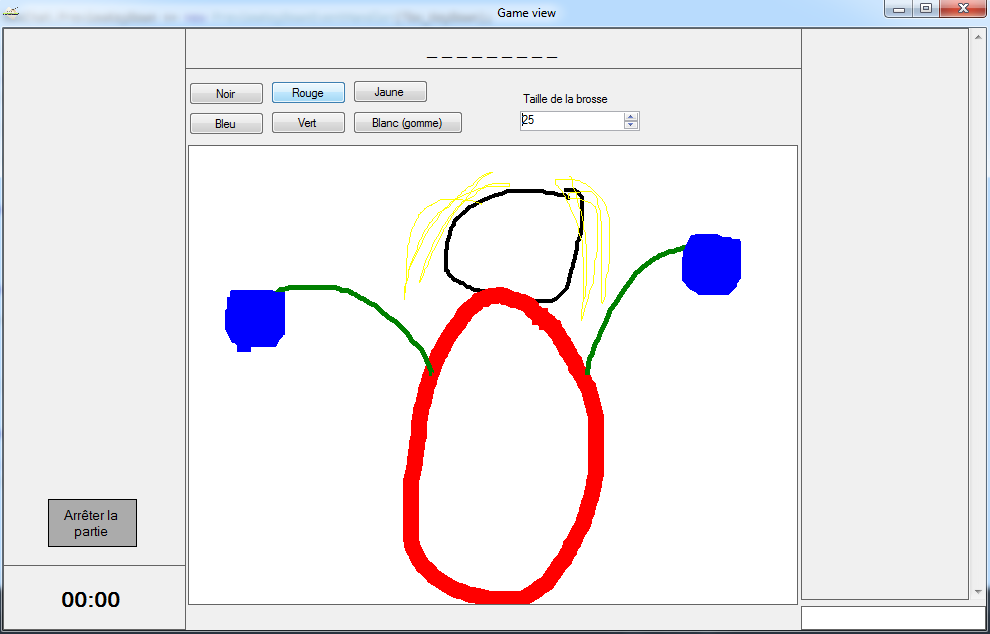 Game view
_ _ _ _ _ _ _ _ _
Noir
Rouge
Jaune
Taille de la brosse
Bleu
Vert
Blanc (gomme)
25
Arrêter la
partie
00:00